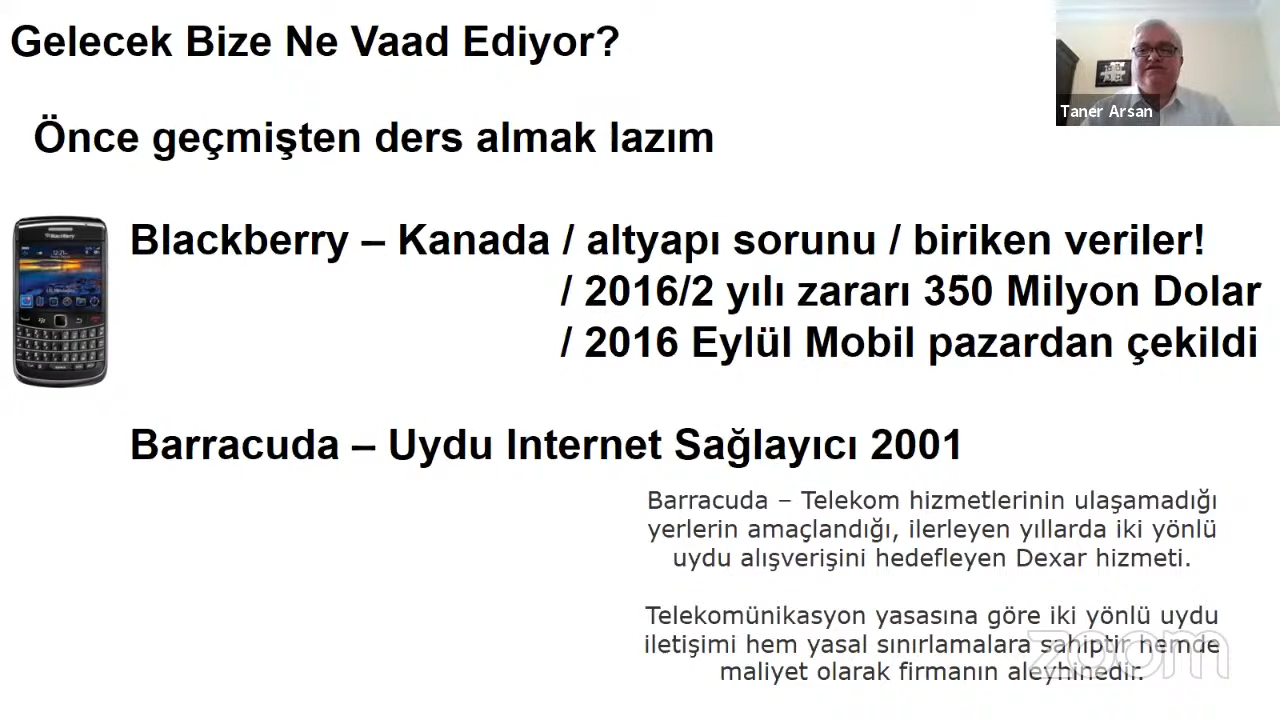 Gelecek Bize Ne Vaad Ediyor?
Taner Arsan
Önce geçmişten ders almak lazım
Blackberry – Kanada / altyapı sorunu / biriken veriler!
/ 2016/2 yılı zararı 350 Milyon Dolar
/ 2016 Eylül Mobil pazardan çekildi
Barracuda – Uydu Internet Sağlayıcı 2001
Barracuda – Telekom hizmetlerinin ulaşamadığı
yerlerin amaçlandığı, ilerleyen yıllarda iki yönlü
uydu alışverişini hedefleyen Dexar hizmeti.
Telekomünikasyon yasasına göre iki yönlü uydu
iletişimi hem yasal sınırlamalara sahiptir hemde
maliyet olarak firmanın aleyhinedir.
zoom